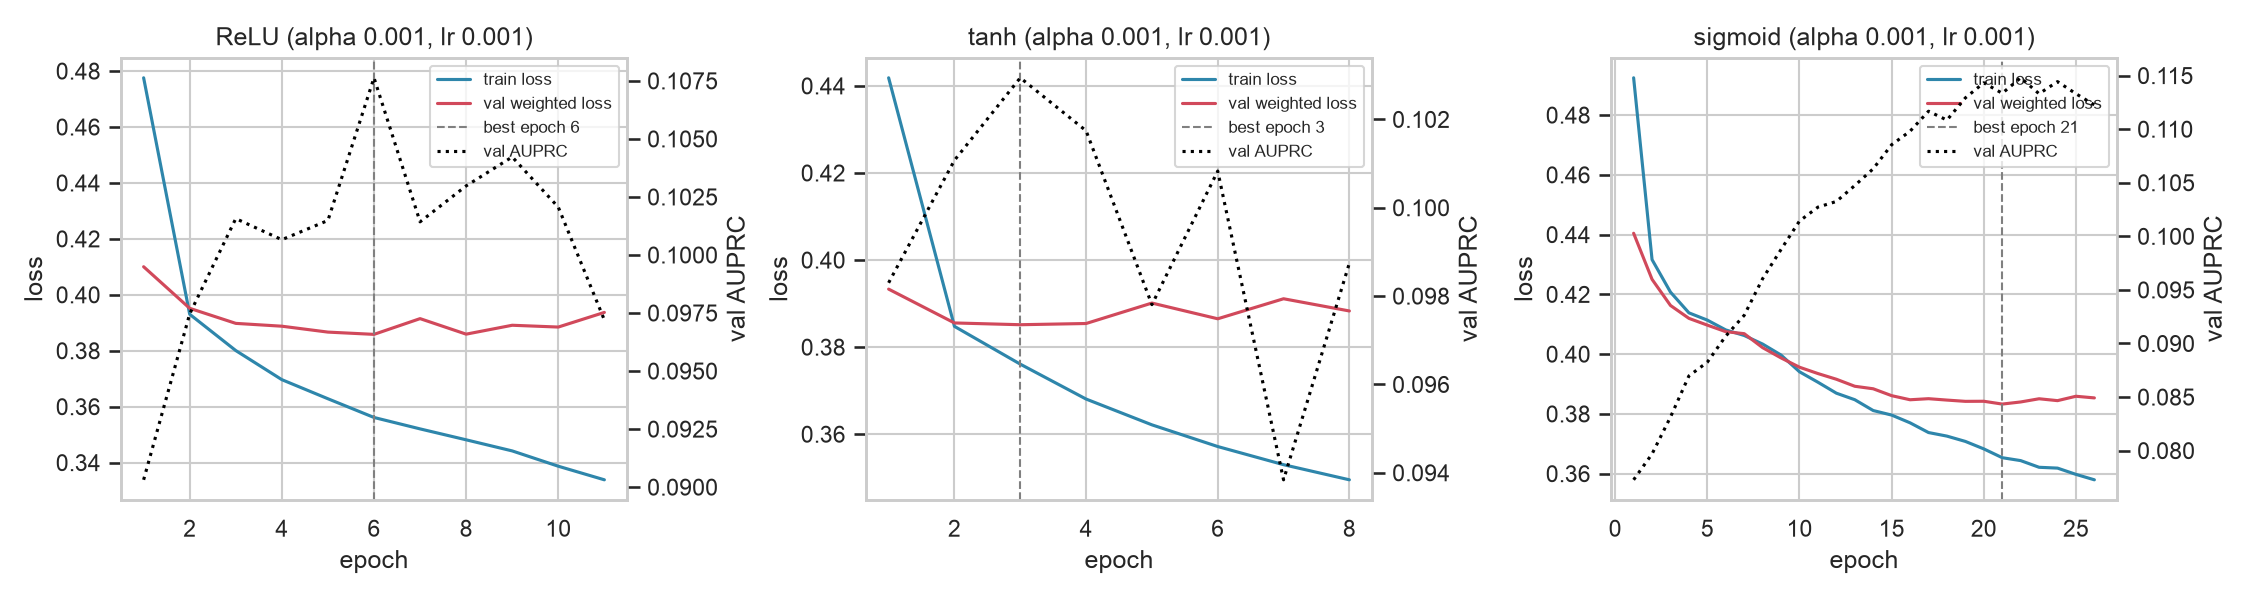 ReLU (alpha 0.001, lr 0.001)
loss
0.48
0.46
0.44
0.42
0.40
0.38
0.36
0.34
train loss
val weighted loss
best epoch 6
val AUPRC
0.1075
0.1050
0.1025
0.1000
0.0975
0.0950
0.0925
0.0900
val AUPRC
2 4 6 8 10
epoch
tanh (alpha 0.001, lr 0.001)
loss
0.44
0.42
0.40
0.38
0.36
train loss
val weighted loss
best epoch 3
val AUPRC
0.102
0.100
0.098
0.096
0.094
val AUPRC
2 4 6 8
epoch
sigmoid (alpha 0.001, lr 0.001)
loss
0.48
0.46
0.44
0.42
0.40
0.38
0.36
train loss
val weighted loss
best epoch 21
val AUPRC
0.115
0.110
0.105
0.100
0.095
0.090
0.085
0.080
val AUPRC
0 5 10 15 20 25
epoch